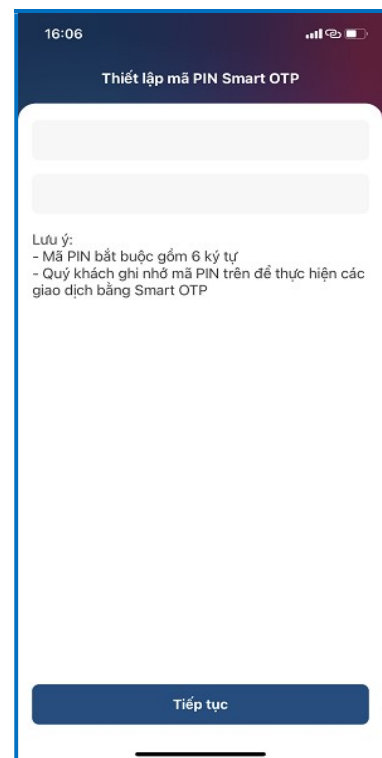 16:06
Thiết lập mã PIN Smart OTP
Lưu ý:
- Mã PIN bắt buộc gồm 6 ký tự
- Quý khách ghi nhớ mã PIN trên để thực hiện các
giao dịch bằng Smart OTP
Tiếp tục